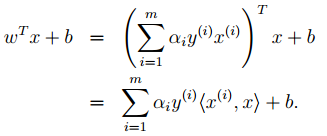 w^T x + b = ( ∑_{i=1}^{m} α_i y^{(i)} x^{(i)} )^T x + b
= ∑_{i=1}^{m} α_i y^{(i)} ⟨x^{(i)}, x⟩ + b.